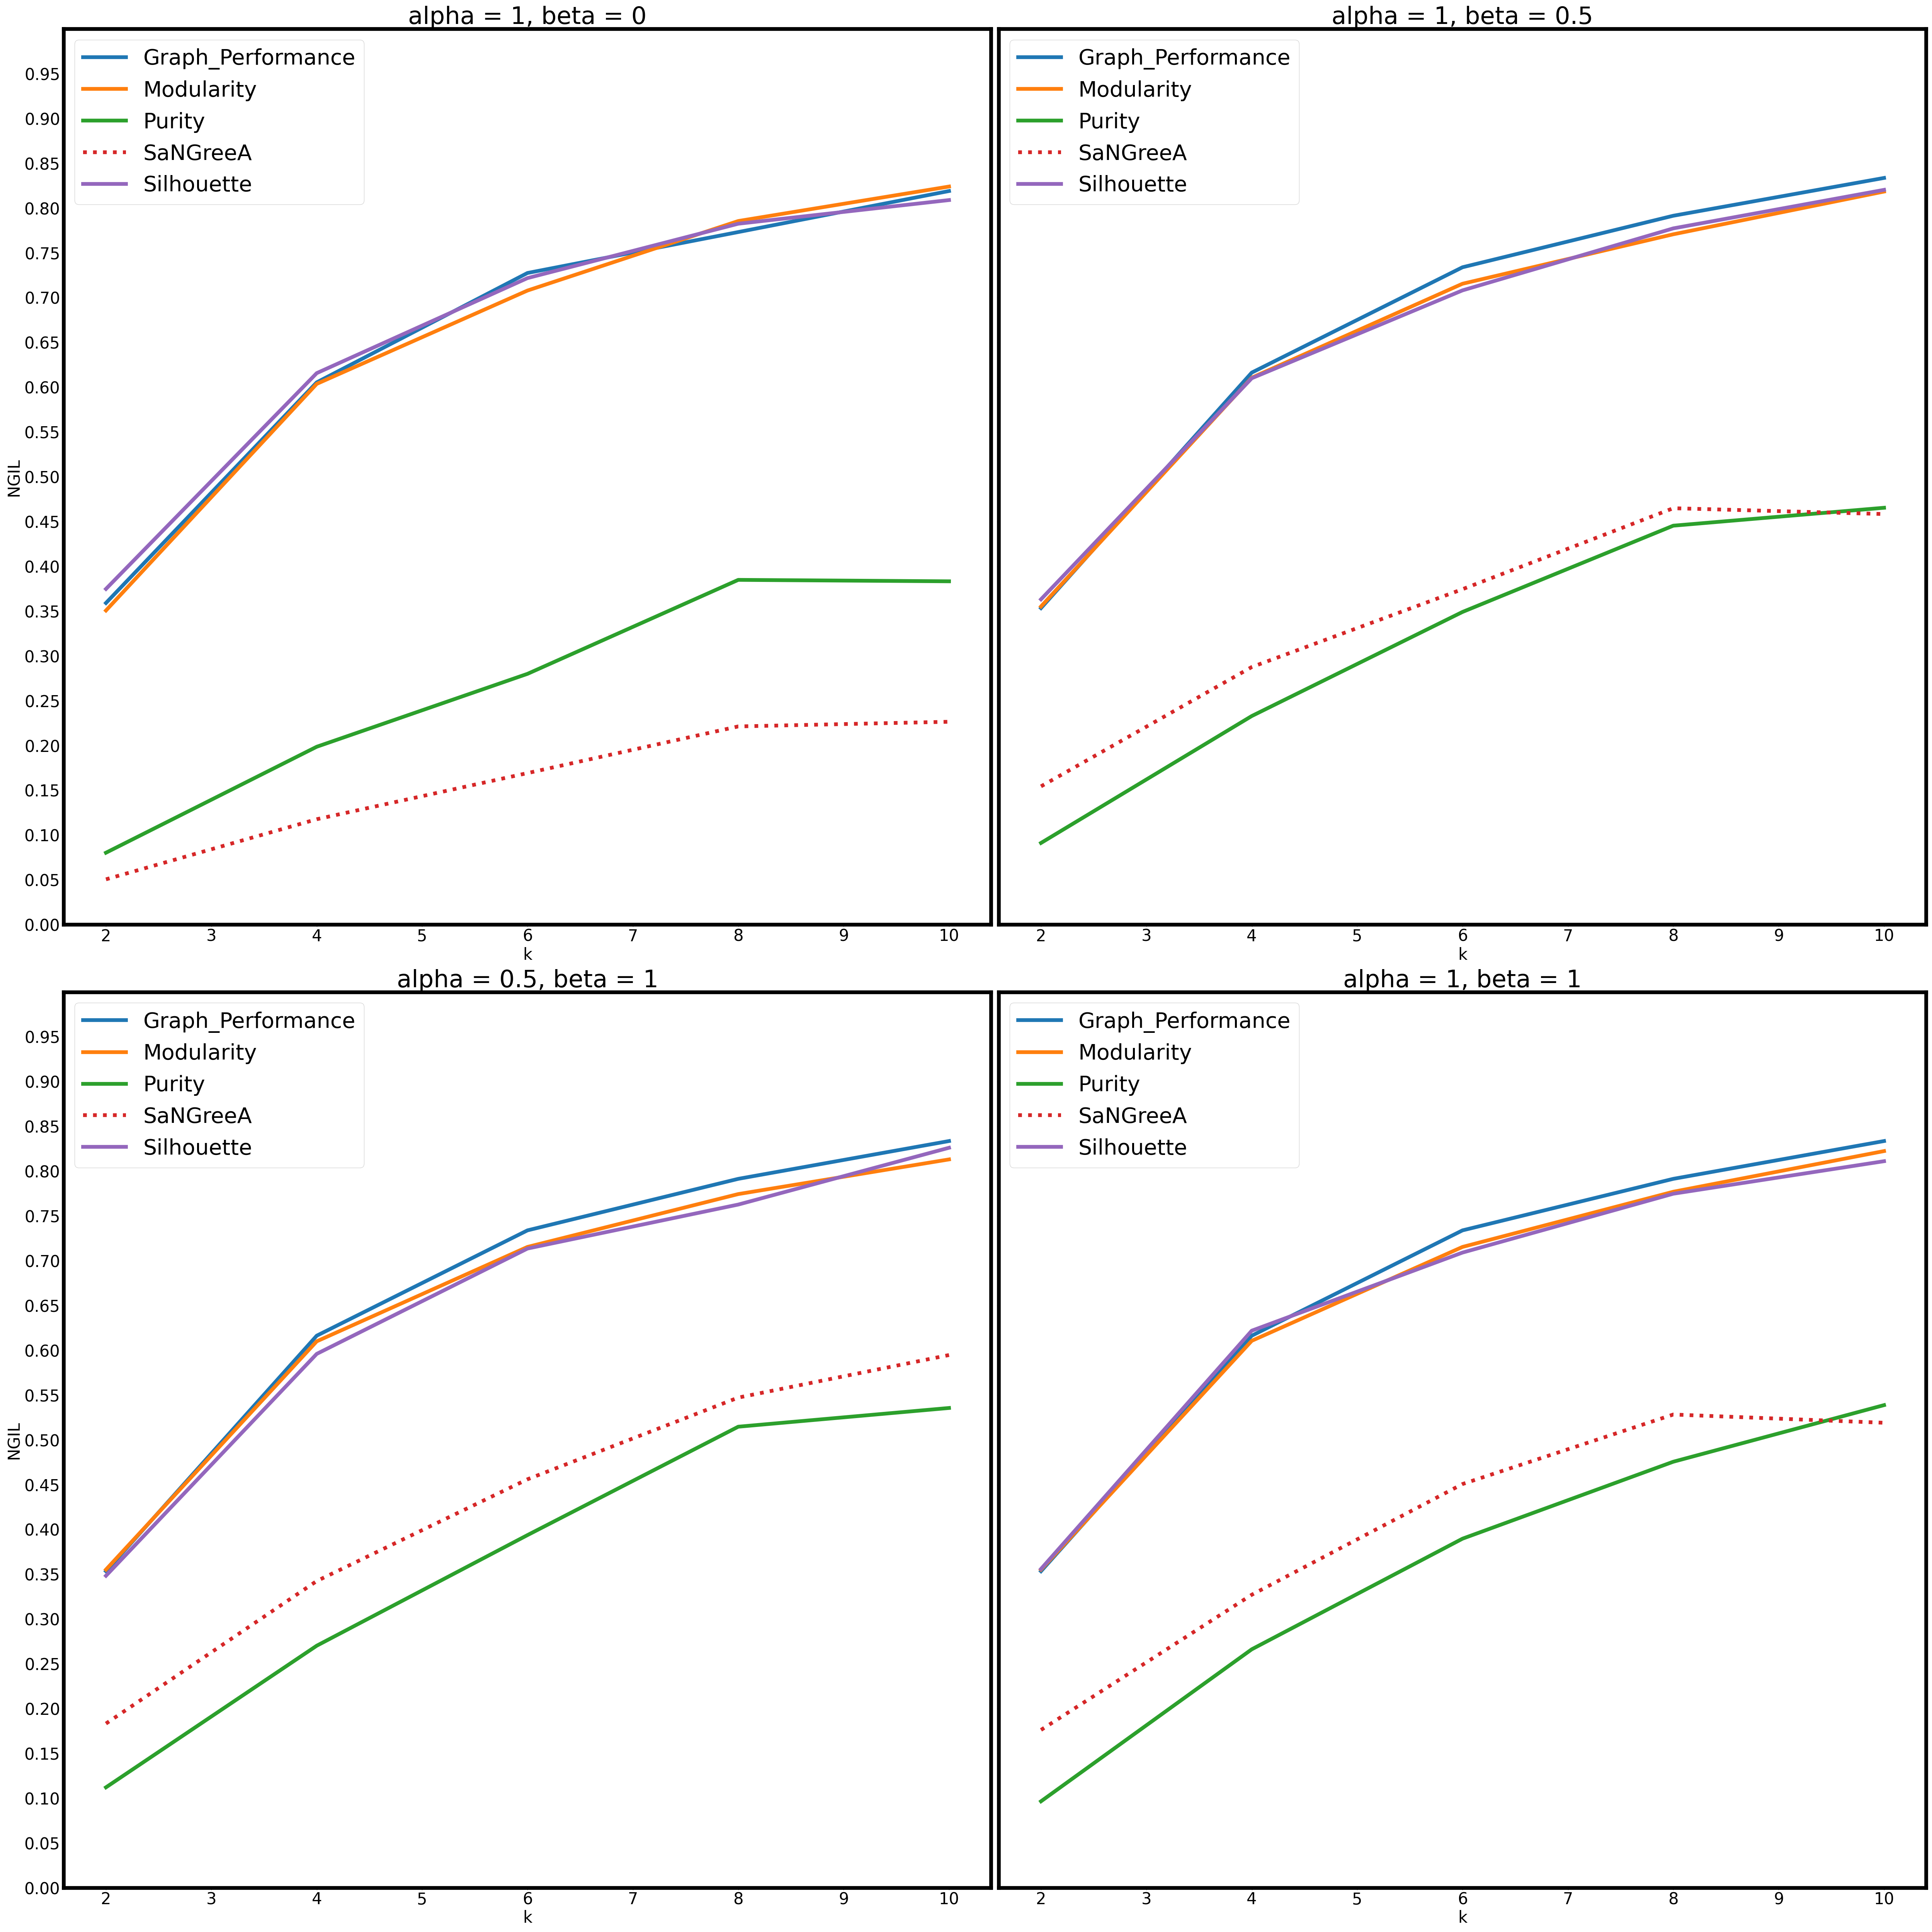 alpha = 1, beta = 0
Graph_Performance
Modularity
Purity
SaNGreeA
Silhouette
0.95
0.90
0.85
0.80
0.75
0.70
0.65
0.60
0.55
0.50
0.45
0.40
0.35
0.30
0.25
0.20
0.15
0.10
0.05
0.00
NGIL
2 3 4 5 6 7 8 9 10
k
alpha = 1, beta = 0.5
Graph_Performance
Modularity
Purity
SaNGreeA
Silhouette
2 3 4 5 6 7 8 9 10
k
alpha = 0.5, beta = 1
Graph_Performance
Modularity
Purity
SaNGreeA
Silhouette
0.95
0.90
0.85
0.80
0.75
0.70
0.65
0.60
0.55
0.50
0.45
0.40
0.35
0.30
0.25
0.20
0.15
0.10
0.05
0.00
NGIL
2 3 4 5 6 7 8 9 10
k
alpha = 1, beta = 1
Graph_Performance
Modularity
Purity
SaNGreeA
Silhouette
2 3 4 5 6 7 8 9 10
k